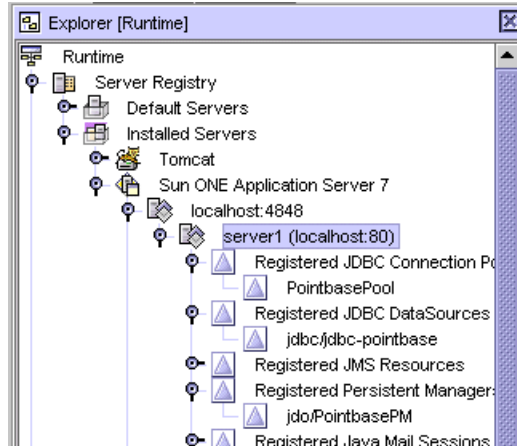 Explorer [Runtime]
Runtime
Server Registry
Default Servers
Installed Servers
Tomcat
Sun ONE Application Server 7
localhost:4848
server1 (localhost:80)
Registered JDBC Connection
PointbasePool
Registered JDBC DataSources
jdbc/jdbc-pointbase
Registered JMS Resources
Registered Persistent Manager
jdo/PointbasePM
Registered Java Mail Sessions